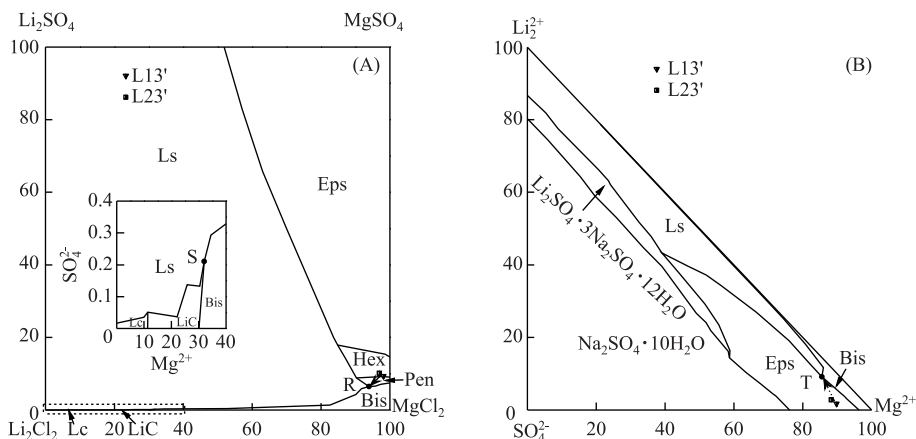 Li₂SO₄ MgSO₄
100 (A)
L13'
L23'
80
Ls
60 Eps
40
0.4
0.3
SO₄²⁻ 0.2 S
Ls
0.1 Bis
0 Lc LiC
10 20 30 40
Mg²⁺
20
Hex
R Pen
Bis
0 MgCl₂
Li₂Cl₂ Lc 20 LiC 40 60 80 100
Li₂²⁺
100 (B)
L13'
L23'
80
60
Li₂SO₄·3Na₂SO₄·12H₂O
Ls
40
20
Na₂SO₄·10H₂O
Eps T Bis
0
SO₄²⁻ 20 40 60 80 100 Mg²⁺